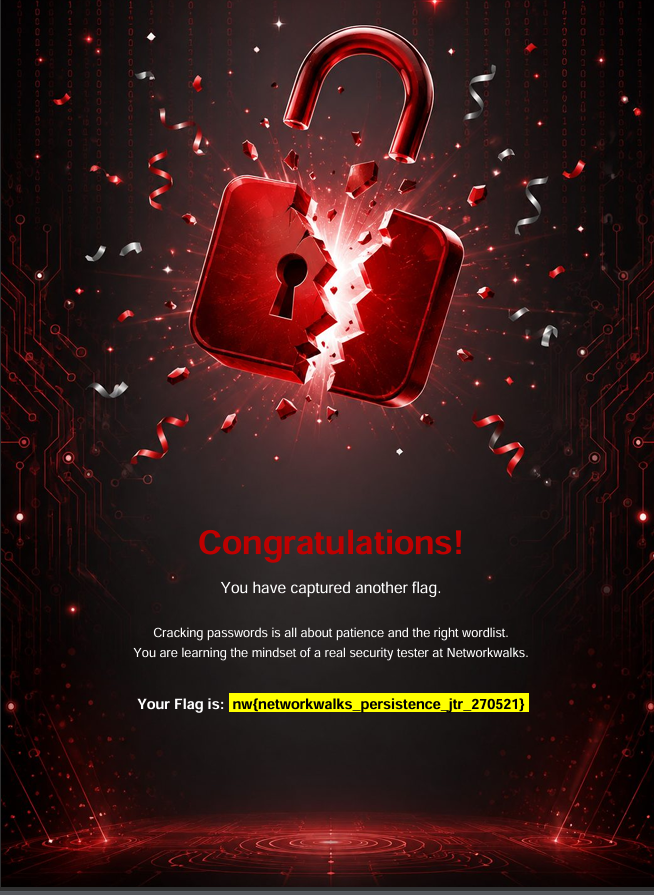 Congratulations!
You have captured another flag.
Cracking passwords is all about patience and the right wordlist.
You are learning the mindset of a real security tester at Networkwalks.
Your Flag is: nw{networkwalks_persistence_jtr_270521}